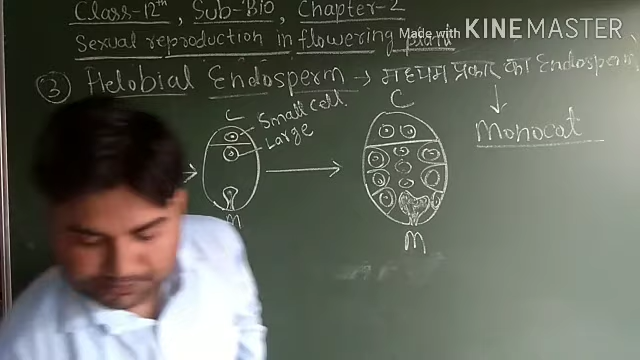 Class-12th, Sub-Bio, Chapter-2
Made with KINEMASTER
Sexual reproduction in flowering plant
③ Helobial Endosperm → मध्यम प्रकार का Endosperm
C
Small cell
Large
C
Monocot
M
M